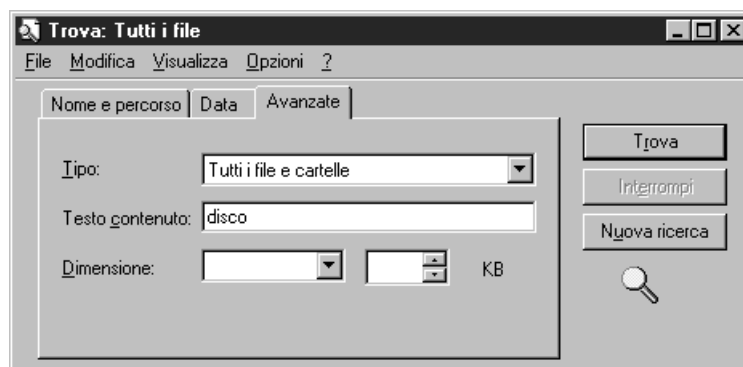 Trova: Tutti i file
File Modifica Visualizza Opzioni ?
Nome e percorso Data Avanzate
Tipo: Tutti i file e cartelle
Testo contenuto: disco
Dimensione: KB
Trova
Interrompi
Nuova ricerca